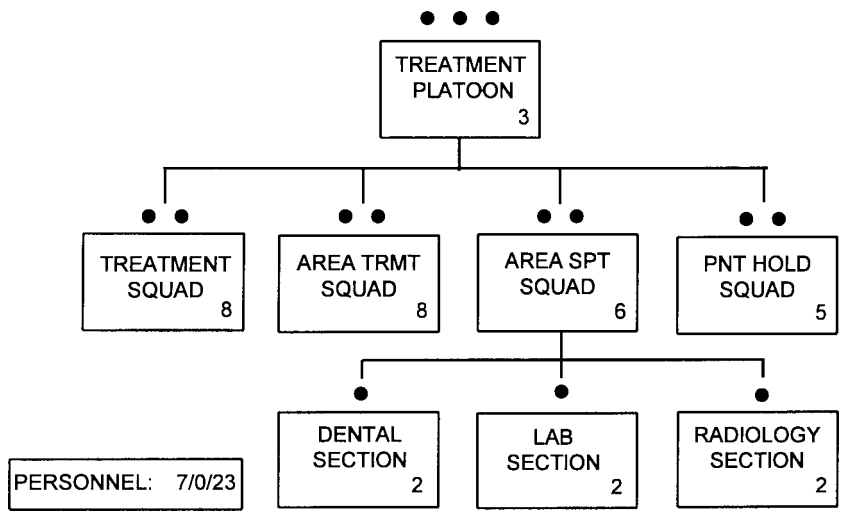 TREATMENT
PLATOON
3
TREATMENT
SQUAD
8
AREA TRMT
SQUAD
8
AREA SPT
SQUAD
6
PNT HOLD
SQUAD
5
DENTAL
SECTION
2
LAB
SECTION
2
RADIOLOGY
SECTION
2
PERSONNEL: 7/0/23